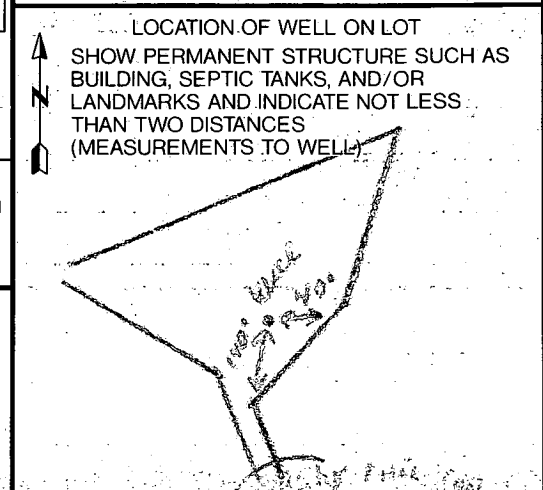 LOCATION OF WELL ON LOT
SHOW PERMANENT STRUCTURE SUCH AS
BUILDING, SEPTIC TANKS, AND/OR
LANDMARKS AND INDICATE NOT LESS
THAN TWO DISTANCES
(MEASUREMENTS TO WELL)
N
well
100'
40'